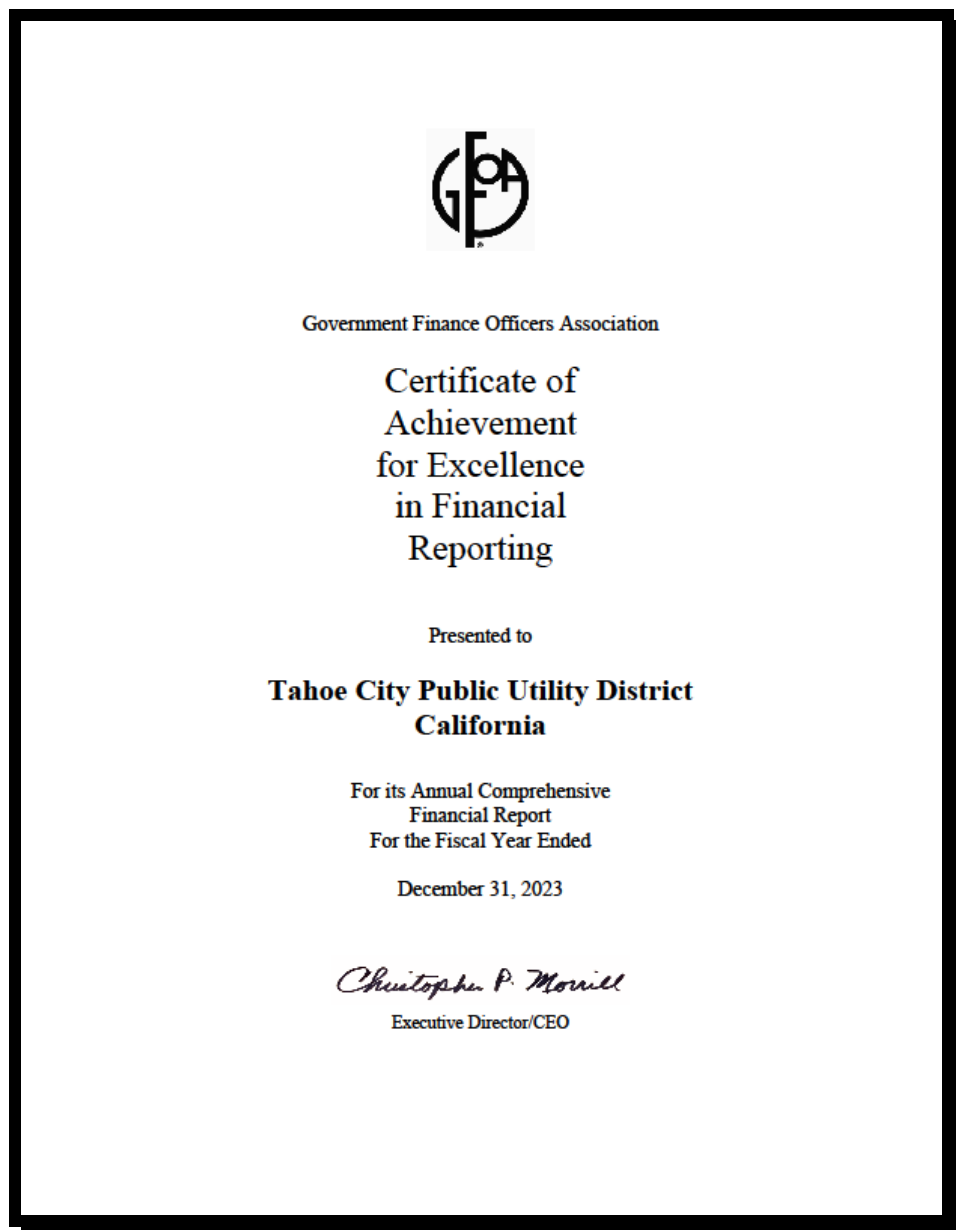 GFOA
®
Government Finance Officers Association
Certificate of
Achievement
for Excellence
in Financial
Reporting
Presented to
Tahoe City Public Utility District
California
For its Annual Comprehensive
Financial Report
For the Fiscal Year Ended
December 31, 2023
Christopher P. Morrill
Executive Director/CEO